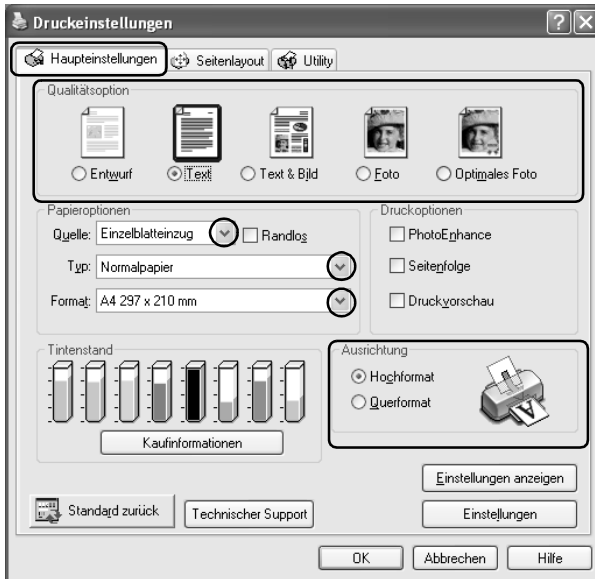 Druckeinstellungen
Haupteinstellungen Seitenlayout Utility
Qualitätsoption
Entwurf Text Text & Bild Foto Optimales Foto
Papieroptionen
Quelle: Einzelblatteinzug Randlos
Typ: Normalpapier
Format: A4 297 x 210 mm
Druckoptionen
PhotoEnhance
Seitenfolge
Druckvorschau
Tintenstand
Kaufinformationen
Ausrichtung
Hochformat
Querformat
A
Einstellungen anzeigen
Standard zurück Technischer Support Einstellungen
OK Abbrechen Hilfe